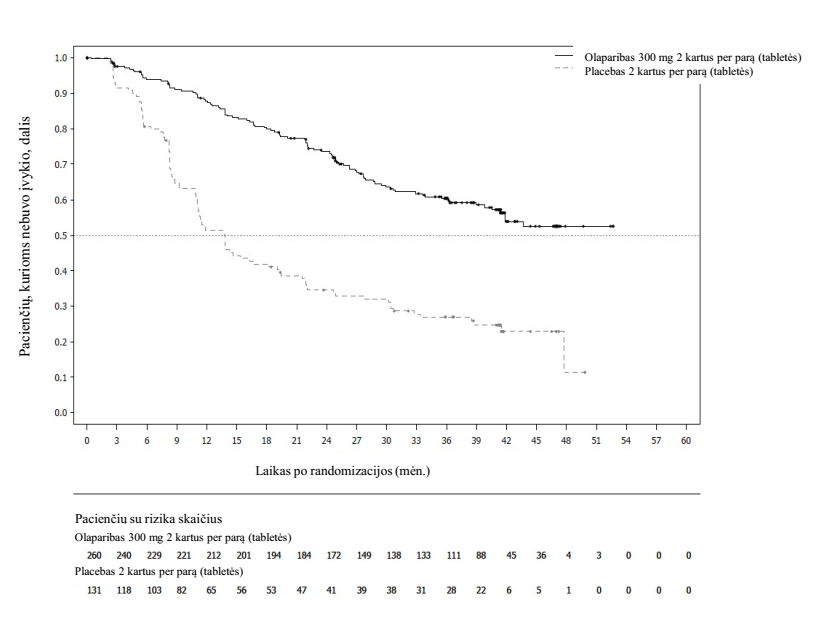 Olaparibas 300 mg 2 kartus per parą (tabletės)
Placebas 2 kartus per parą (tabletės)
Pacienčių, kurioms nebuvo įvykio, dalis
1.0
0.9
0.8
0.7
0.6
0.5
0.4
0.3
0.2
0.1
0.0
0 3 6 9 12 15 18 21 24 27 30 33 36 39 42 45 48 51 54 57 60
Laikas po randomizacijos (mėn.)
Pacienčių su rizika skaičius
Olaparibas 300 mg 2 kartus per parą (tabletės)
260 240 229 221 212 201 194 184 172 149 138 133 111 88 45 36 4 3 0 0 0
Placebas 2 kartus per parą (tabletės)
131 118 103 82 65 56 53 47 41 39 38 31 28 22 6 5 1 0 0 0 0